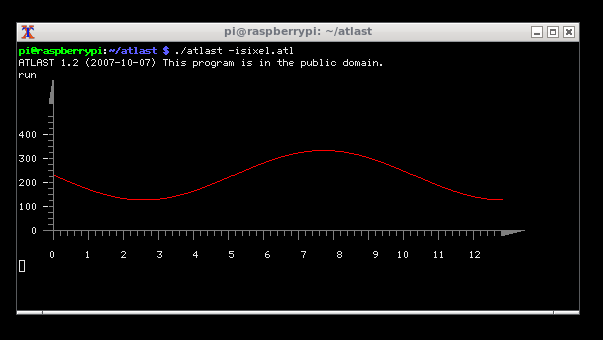 pi@raspberrypi: ~/atlast
pi@raspberrypi:~/atlast $ ./atlast -isixel.atl
ATLAST 1.2 (2007-10-07) This program is in the public domain.
run
400
300
200
100
0
0 1 2 3 4 5 6 7 8 9 10 11 12